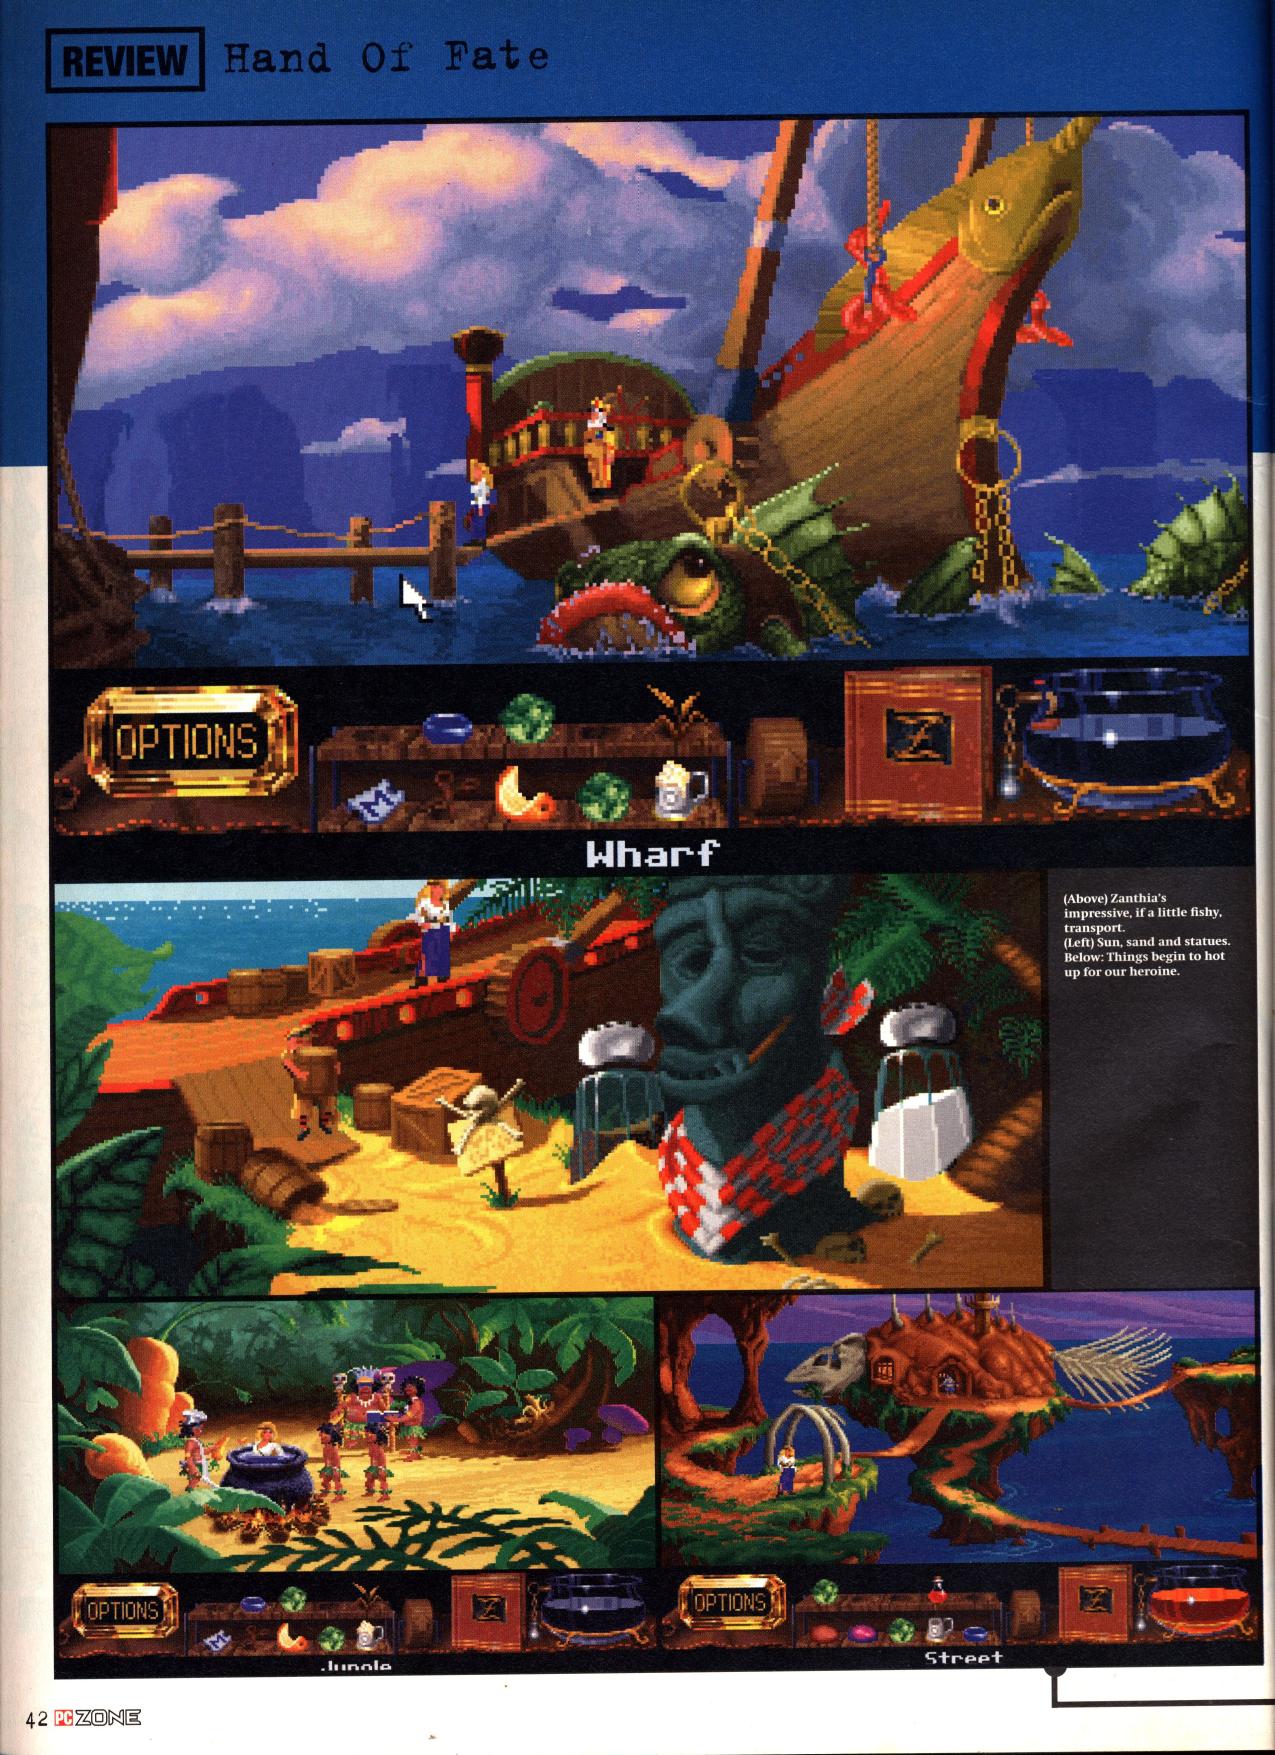 REVIEW Hand Of Fate
OPTIONS
Z
Wharf
(Above) Zanthia's
impressive, if a little fishy,
transport.
(Left) Sun, sand and statues.
Below: Things begin to hot
up for our heroine.
OPTIONS
Z
Jungle
OPTIONS
Z
Street
42 PC ZONE